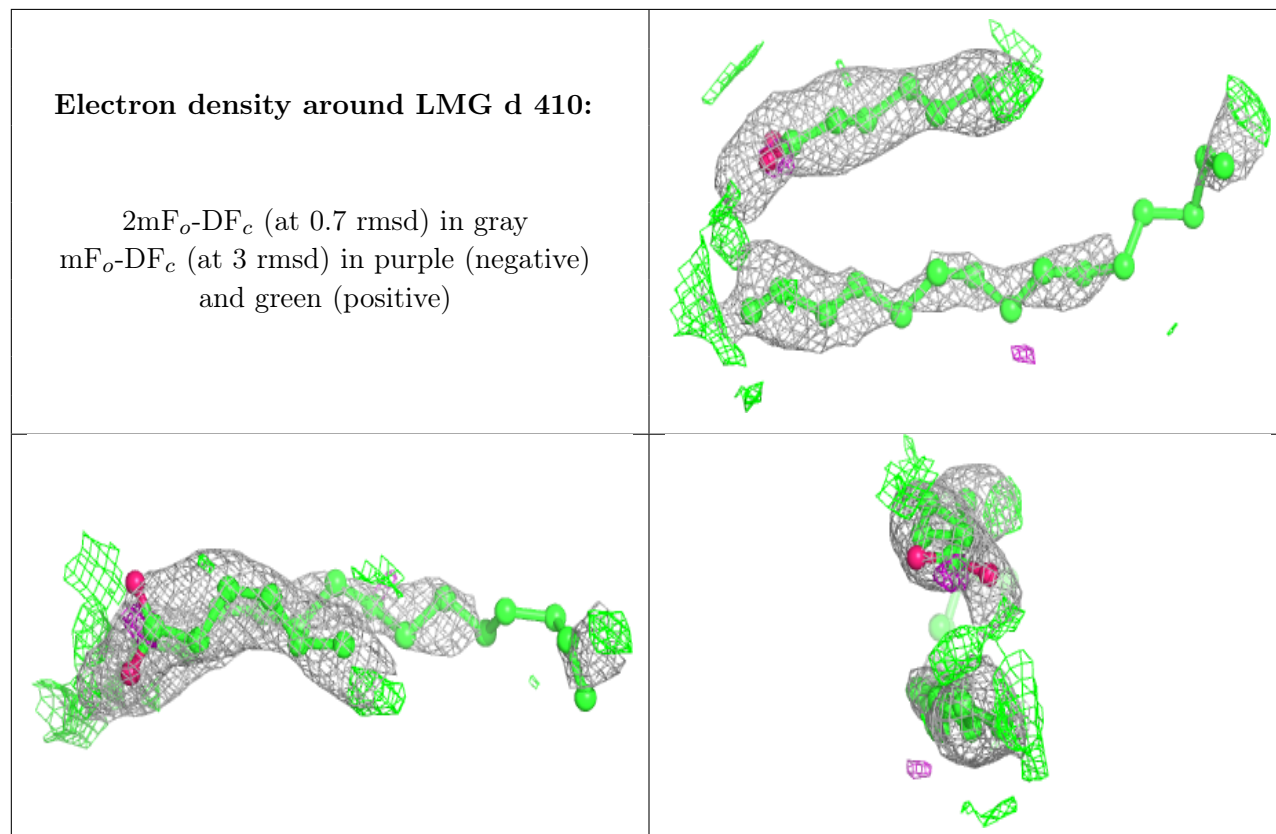 Electron density around LMG d 410:
2mFo-DFc (at 0.7 rmsd) in gray
mFo-DFc (at 3 rmsd) in purple (negative)
and green (positive)